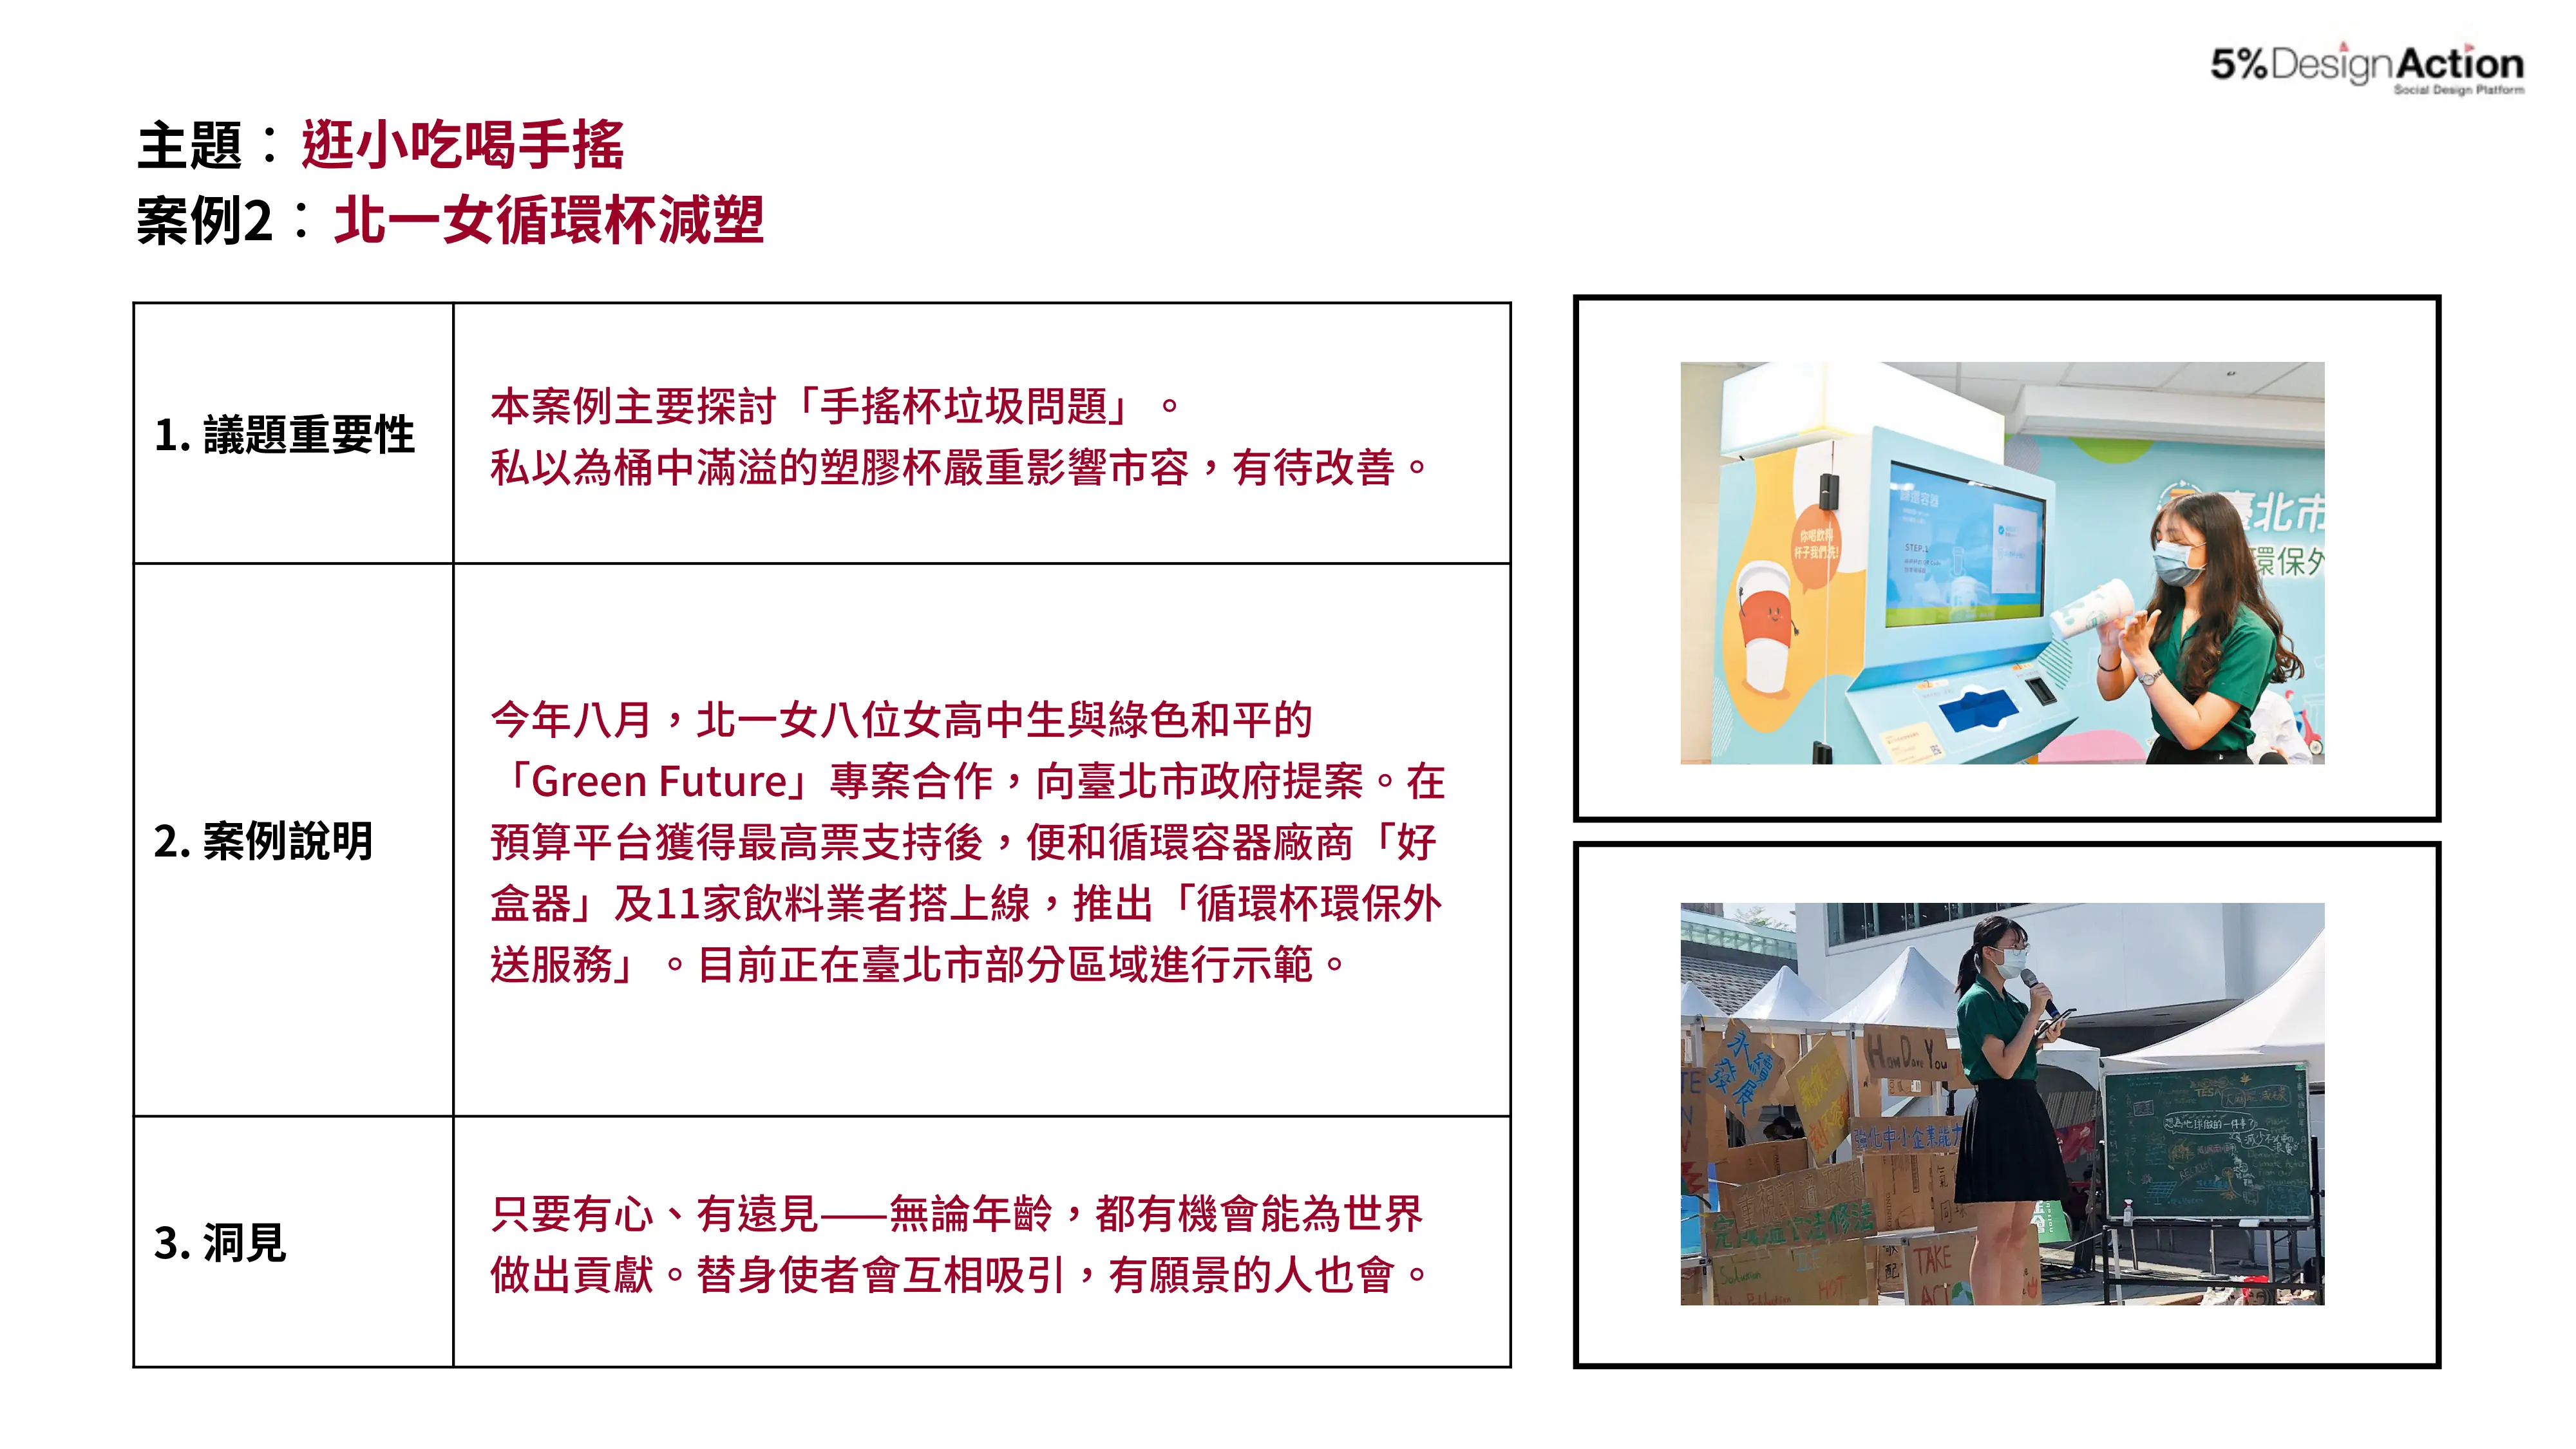 5%DesignAction
Social Design Platform
主題：逛小吃喝手搖
案例2：北一女循環杯減塑
1. 議題重要性
本案例主要探討「手搖杯垃圾問題」。
私以為桶中滿溢的塑膠杯嚴重影響市容，有待改善。
2. 案例說明
今年八月，北一女八位女高中生與綠色和平的
「Green Future」專案合作，向臺北市政府提案。在
預算平台獲得最高票支持後，便和循環容器廠商「好
盒器」及11家飲料業者搭上線，推出「循環杯環保外
送服務」。目前正在臺北市部分區域進行示範。
3. 洞見
只要有心、有遠見——無論年齡，都有機會能為世界
做出貢獻。替身使者會互相吸引，有願景的人也會。
你喝飲料
杯子我們洗!
STEP.1
臺北市
環保外
永續
發展
How Dare You
強化中小企業能力
TAKE
ACT